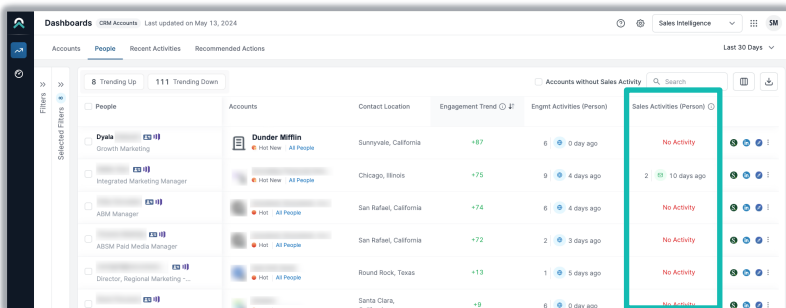 Dashboards CRM Accounts Last updated on May 13, 2024 Sales Intelligence SM
Accounts People Recent Activities Recommended Actions Last 30 Days
8 Trending Up 111 Trending Down Accounts without Sales Activity Search
Filters
Selected Filters
People Accounts Contact Location Engagement Trend Engmt Activities (Person) Sales Activities (Person)
Dyala Dunder Mifflin
Growth Marketing Hot New All People Sunnyvale, California +87 6 0 day ago No Activity
Integrated Marketing Manager Hot New All People Chicago, Illinois +75 9 4 days ago 2 10 days ago
ABM Manager Hot All People San Rafael, California +74 6 4 days ago No Activity
ABSM Paid Media Manager Hot All People San Rafael, California +72 2 3 days ago No Activity
Director, Regional Marketing -... Hot All People Round Rock, Texas +13 1 5 days ago No Activity
Santa Clara,
+9 6 0 day ago No Activity